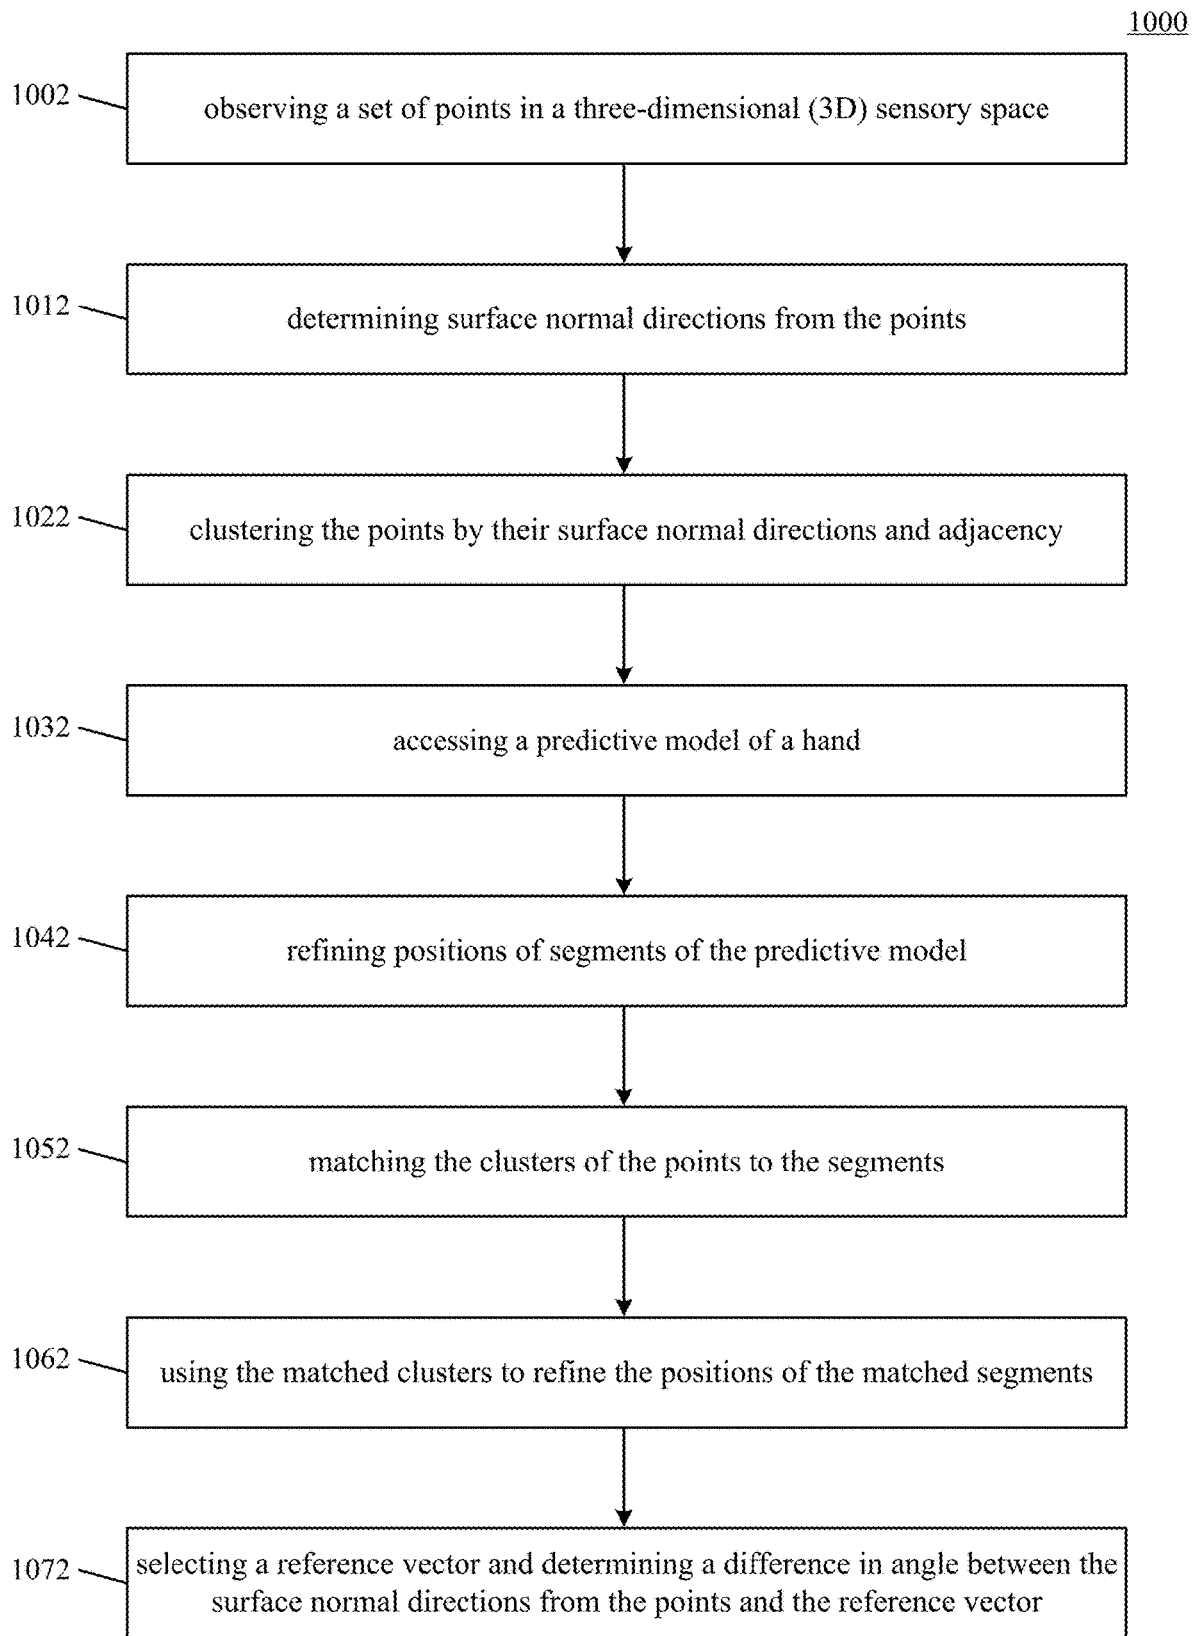 1000
1002
observing a set of points in a three-dimensional (3D) sensory space
1012
determining surface normal directions from the points
1022
clustering the points by their surface normal directions and adjacency
1032
accessing a predictive model of a hand
1042
refining positions of segments of the predictive model
1052
matching the clusters of the points to the segments
1062
using the matched clusters to refine the positions of the matched segments
1072
selecting a reference vector and determining a difference in angle between the
surface normal directions from the points and the reference vector